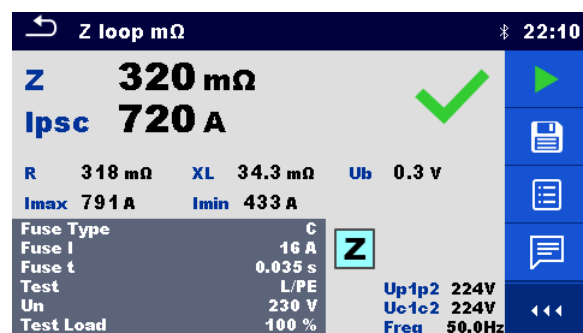 Z loop mΩ 22:10
Z 320 mΩ
Ipsc 720 A
R 318 mΩ XL 34.3 mΩ Ub 0.3 V
Imax 791 A Imin 433 A
Fuse Type C
Fuse I 16 A
Fuse t 0.035 s
Test L/PE
Un 230 V
Test Load 100 %
Z
Up1p2 224V
Uc1c2 224V
Freq 50.0Hz